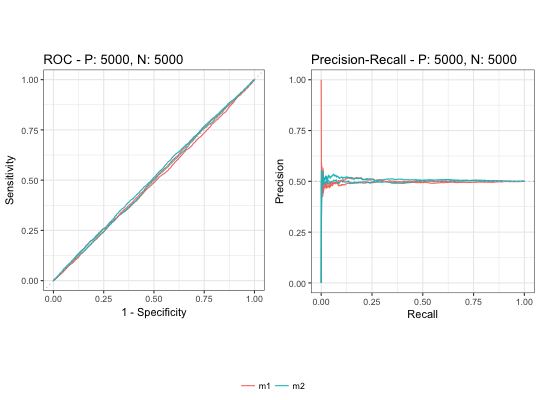 ROC - P: 5000, N: 5000
1.00
0.75
0.50
0.25
0.00
Sensitivity
0.00 0.25 0.50 0.75 1.00
1 - Specificity
Precision-Recall - P: 5000, N: 5000
1.00
0.75
0.50
0.25
0.00
Precision
0.00 0.25 0.50 0.75 1.00
Recall
m1 m2